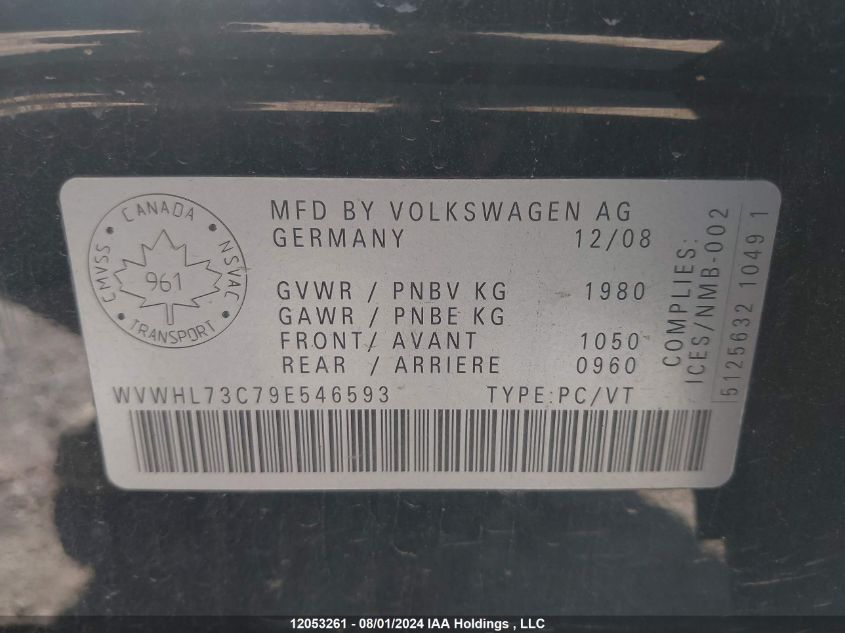 CANADA
CMVSS
NSVAC
961
TRANSPORT
MFD BY VOLKSWAGEN AG
GERMANY 12/08
GVWR / PNBV KG 1980
GAWR / PNBE KG
FRONT/ AVANT 1050
REAR / ARRIERE 0960
WVWHL73C79E546593 TYPE:PC/VT
COMPLIES:
ICES/NMB-002
5125632 1049 1
12053261 - 08/01/2024 IAA Holdings , LLC